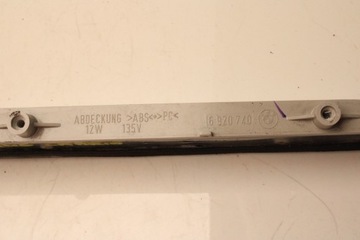 ABDECKUNG >ABS<+>PC< 6 920 740
12W 135V